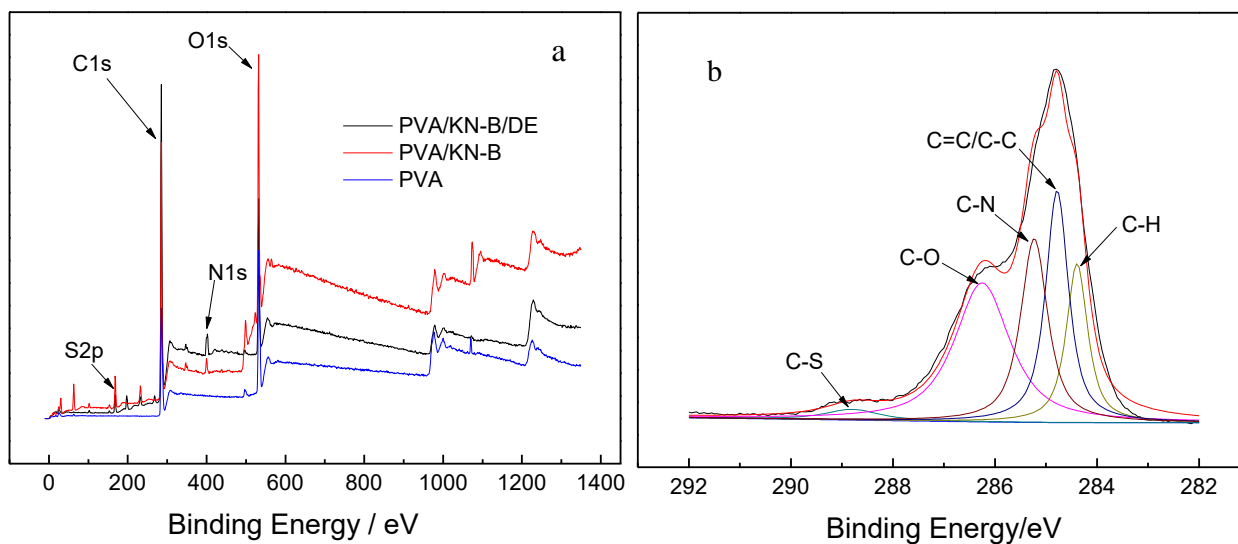 a
O1s
C1s
PVA/KN-B/DE
PVA/KN-B
PVA
N1s
S2p
0 200 400 600 800 1000 1200 1400
Binding Energy / eV
b
C=C/C-C
C-N
C-H
C-O
C-S
292 290 288 286 284 282
Binding Energy/eV